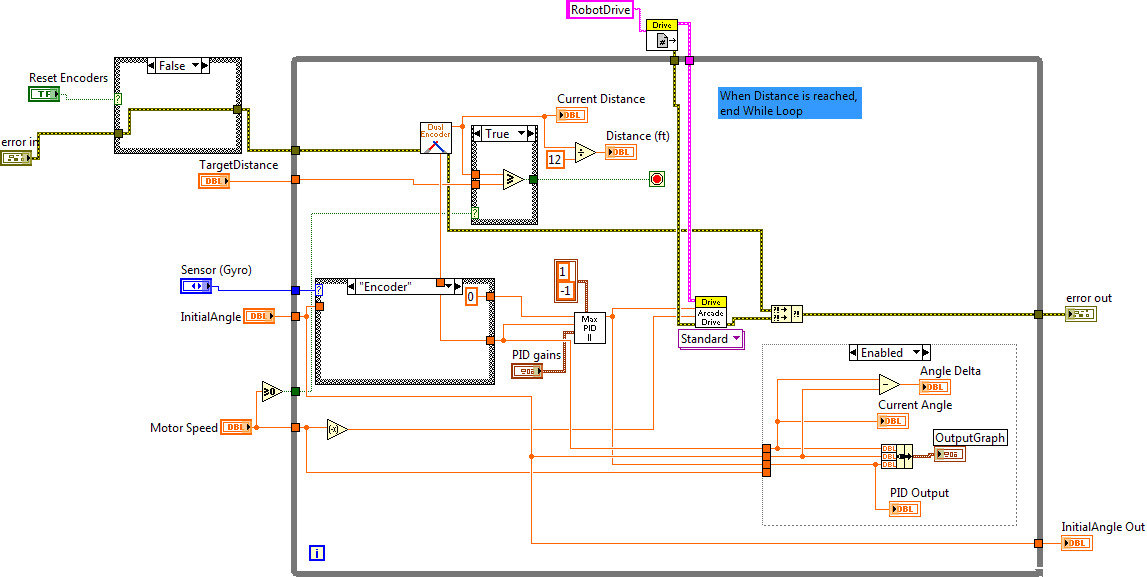 RobotDrive
Drive
False
Reset Encoders
TF
?
When Distance is reached,
end While Loop
Current Distance
DBL
Dual
Encoder
True
Distance (ft)
DBL
12
error in
TargetDistance
DBL
?
Sensor (Gyro)
"Encoder"
?
0
1
-1
InitialAngle
DBL
Max
PID
II
Drive
Arcade
Drive
Standard
error out
PID gains
Enabled
Angle Delta
DBL
≥0
Current Angle
DBL
Motor Speed
DBL
OutputGraph
DBL
DBL
DBL
PID Output
DBL
InitialAngle Out
DBL
i